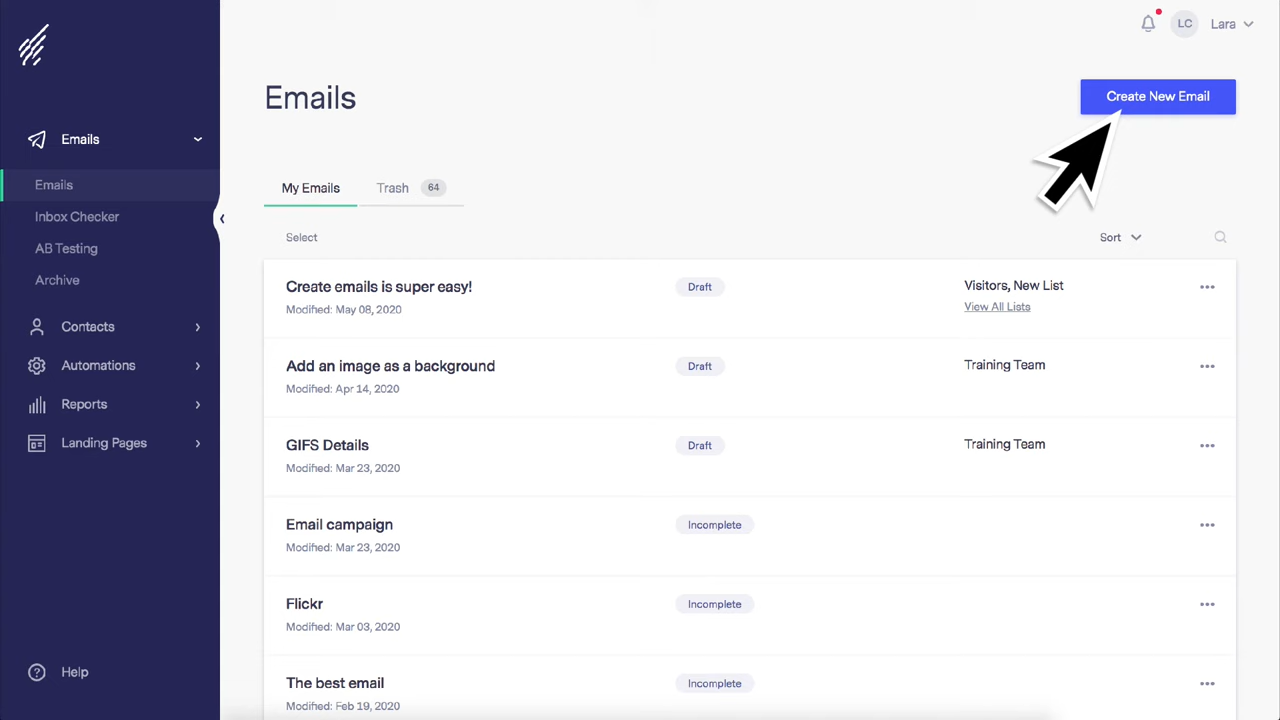 LC Lara
Emails
Create New Email
Emails
Emails
Inbox Checker
AB Testing
Archive
Contacts
Automations
Reports
Landing Pages
Help
My Emails Trash 64
Select Sort
Create emails is super easy! Draft Visitors, New List
Modified: May 08, 2020 View All Lists
Add an image as a background Draft Training Team
Modified: Apr 14, 2020
GIFS Details Draft Training Team
Modified: Mar 23, 2020
Email campaign Incomplete
Modified: Mar 23, 2020
Flickr Incomplete
Modified: Mar 03, 2020
The best email Incomplete
Modified: Feb 19, 2020